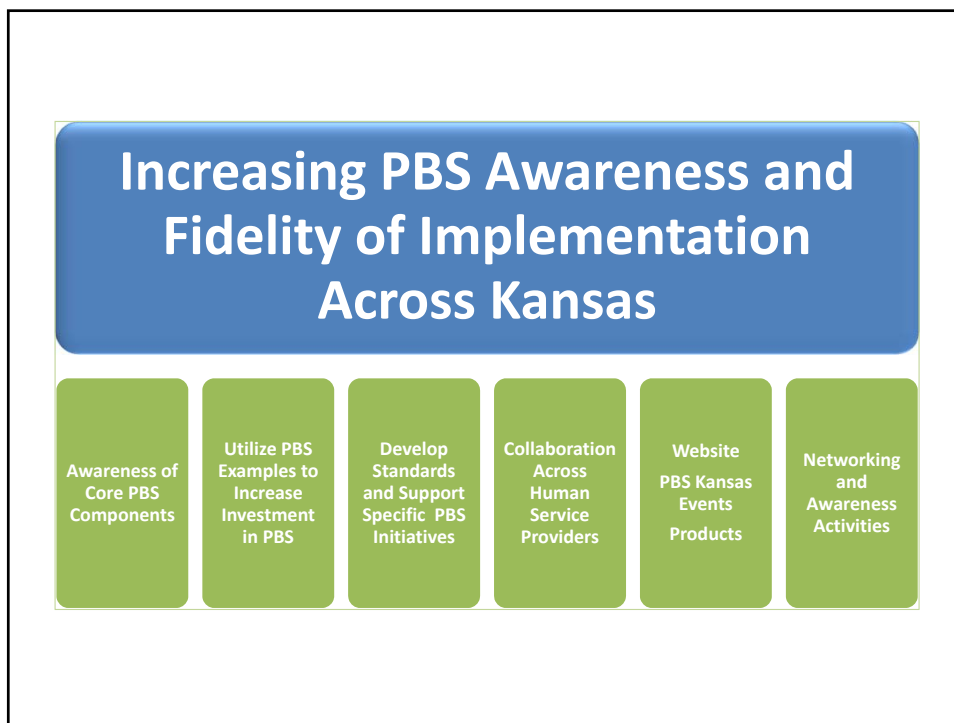 Increasing PBS Awareness and
Fidelity of Implementation
Across Kansas
Awareness of
Core PBS
Components
Utilize PBS
Examples to
Increase
Investment
in PBS
Develop
Standards
and Support
Specific  PBS
Initiatives
Collaboration
Across
Human
Service
Providers
Website
PBS Kansas
Events
Products
Networking
and
Awareness
Activities